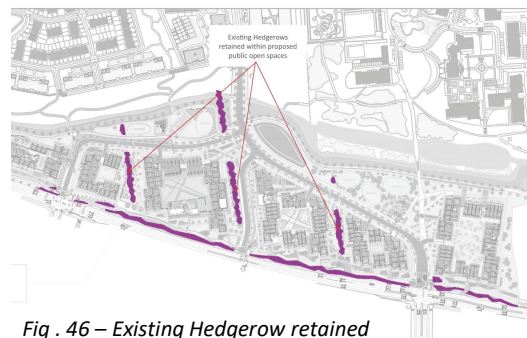 Existing Hedgerows
retained within proposed
public open spaces
Fig . 46 – Existing Hedgerow retained